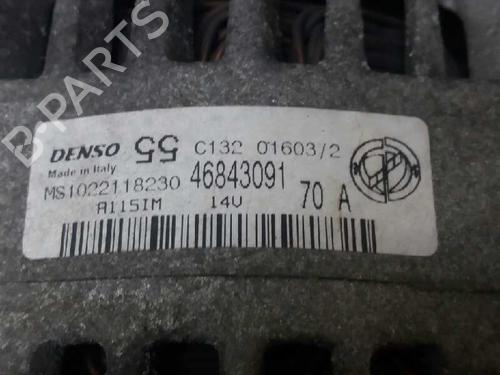 B-PARTS
DENSO 55 C132 01603/2
Made in Italy
MS1022118230 46843091 70 A
A115IM 14V